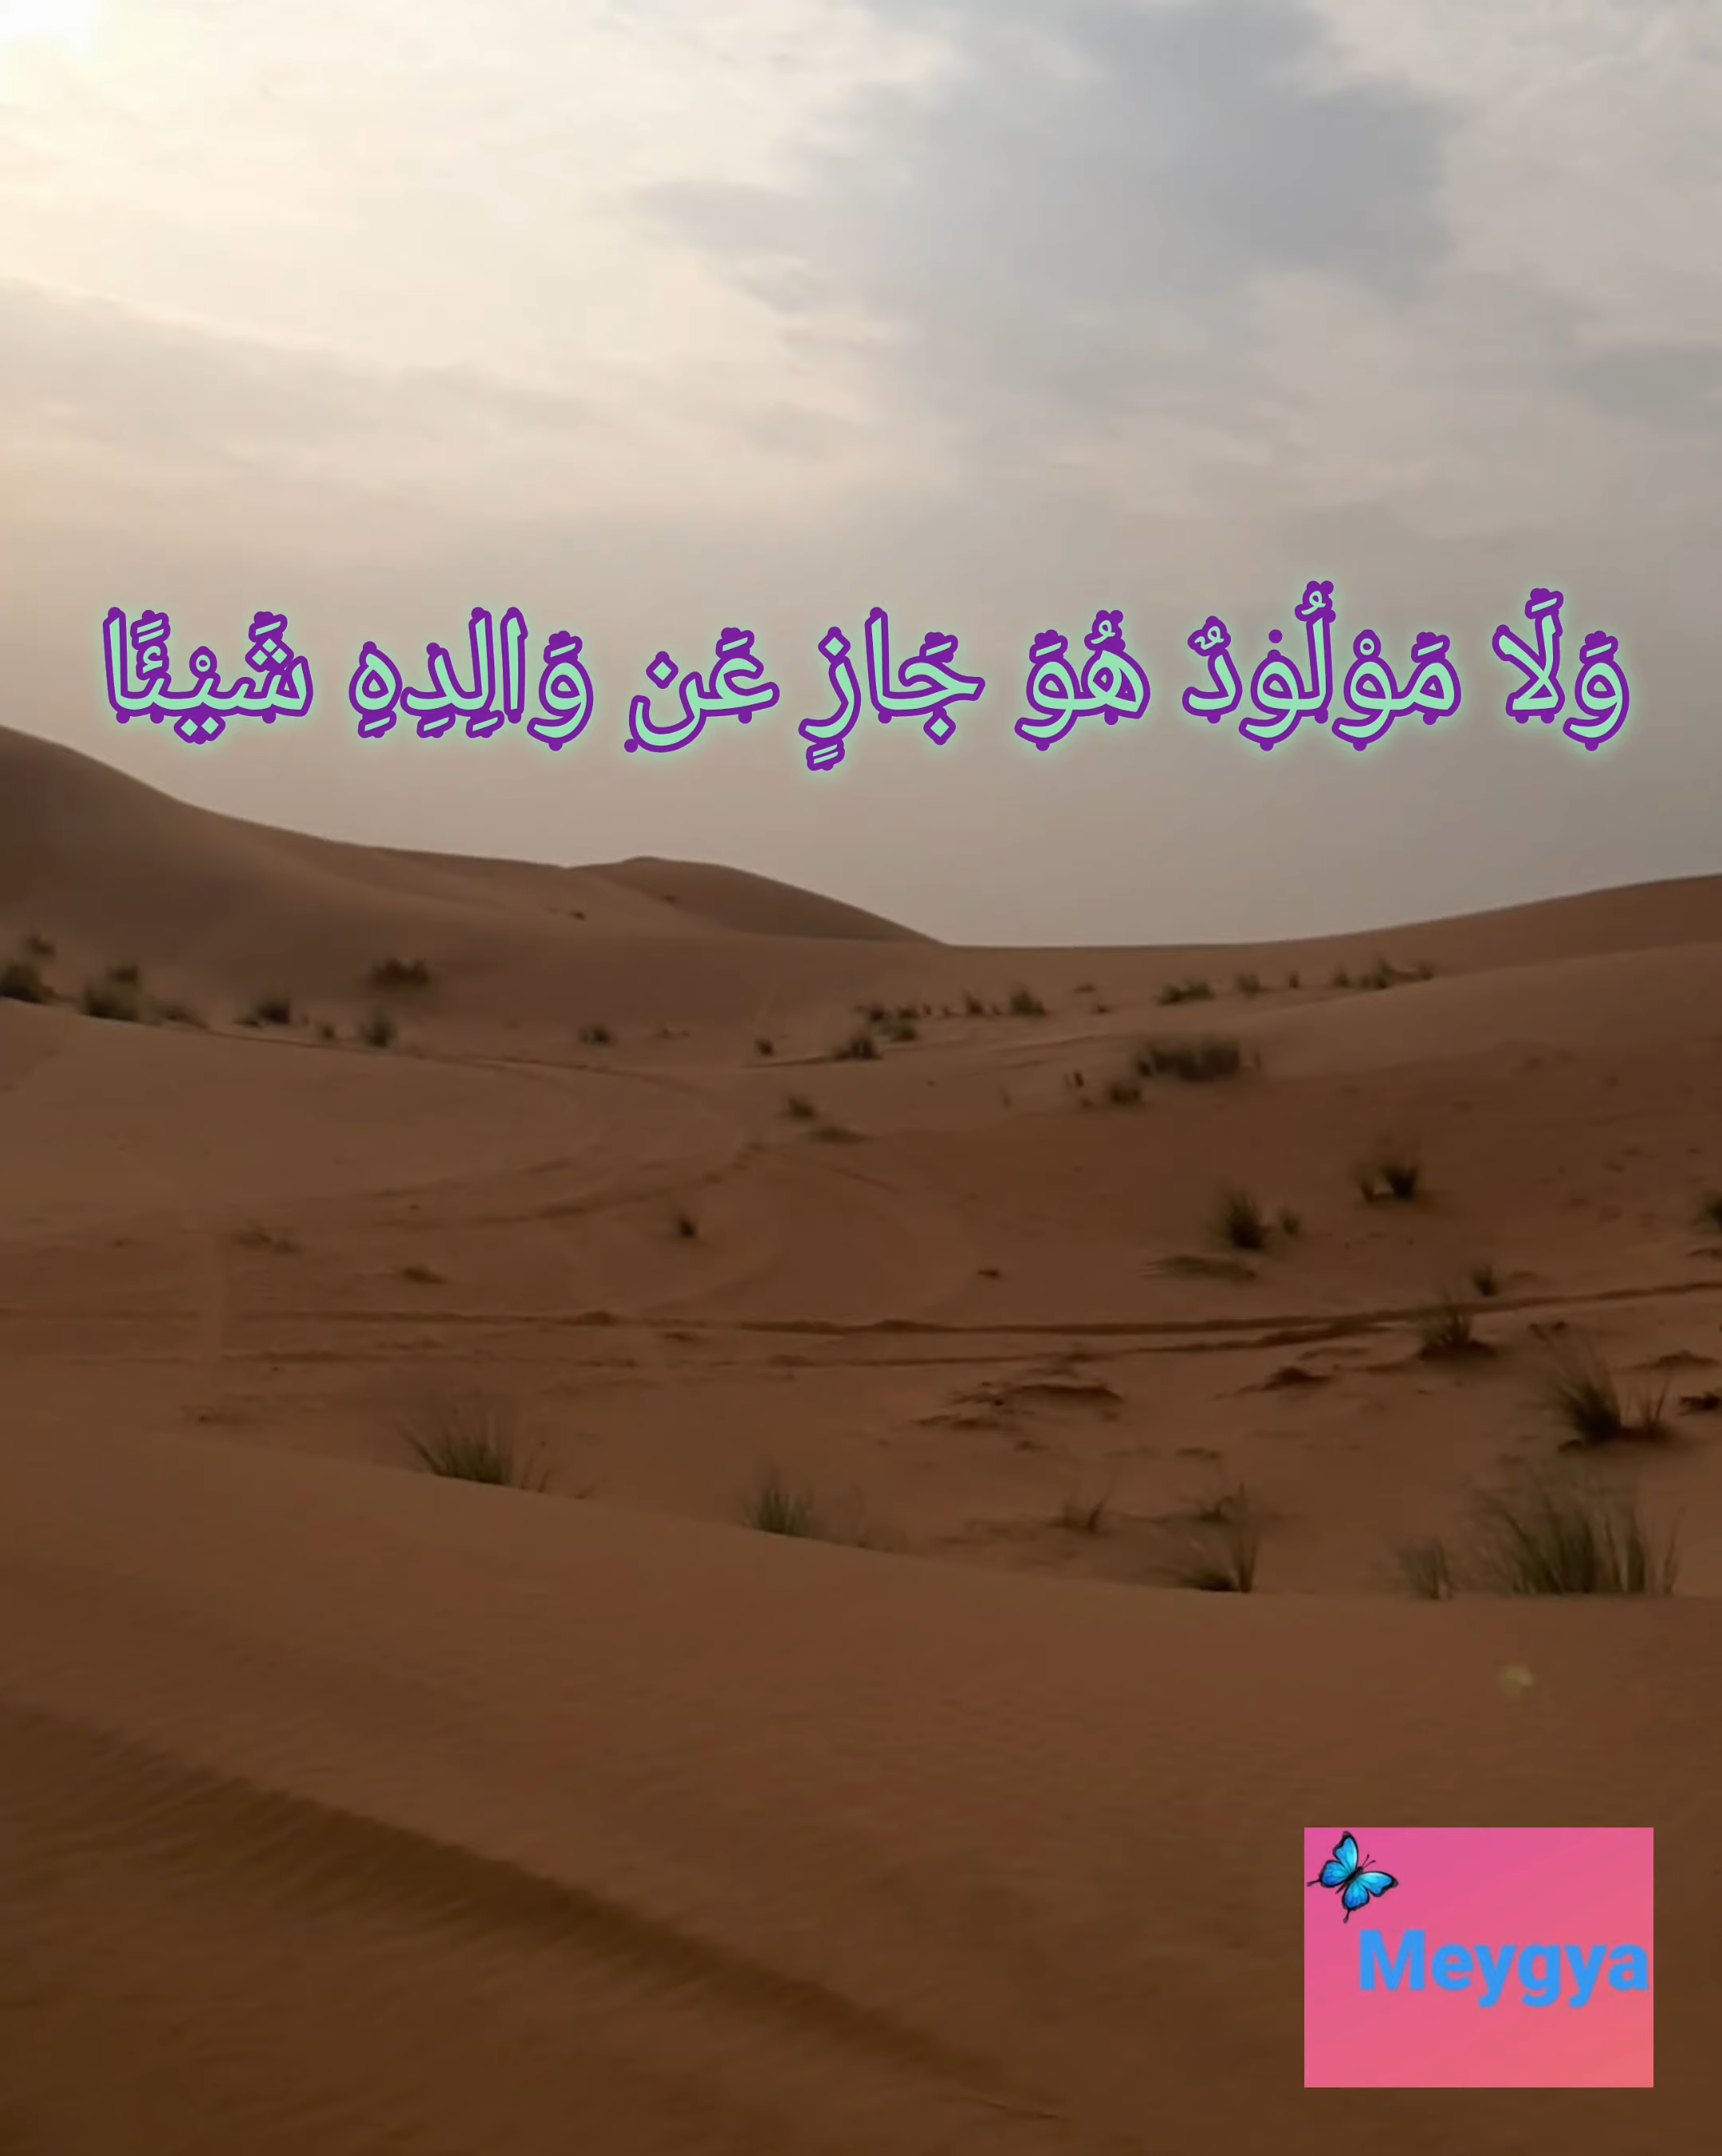 وَلَا مَوْلُودٌ هُوَ جَازٍ عَن وَالِدِهِ شَيْئًا
Meygya